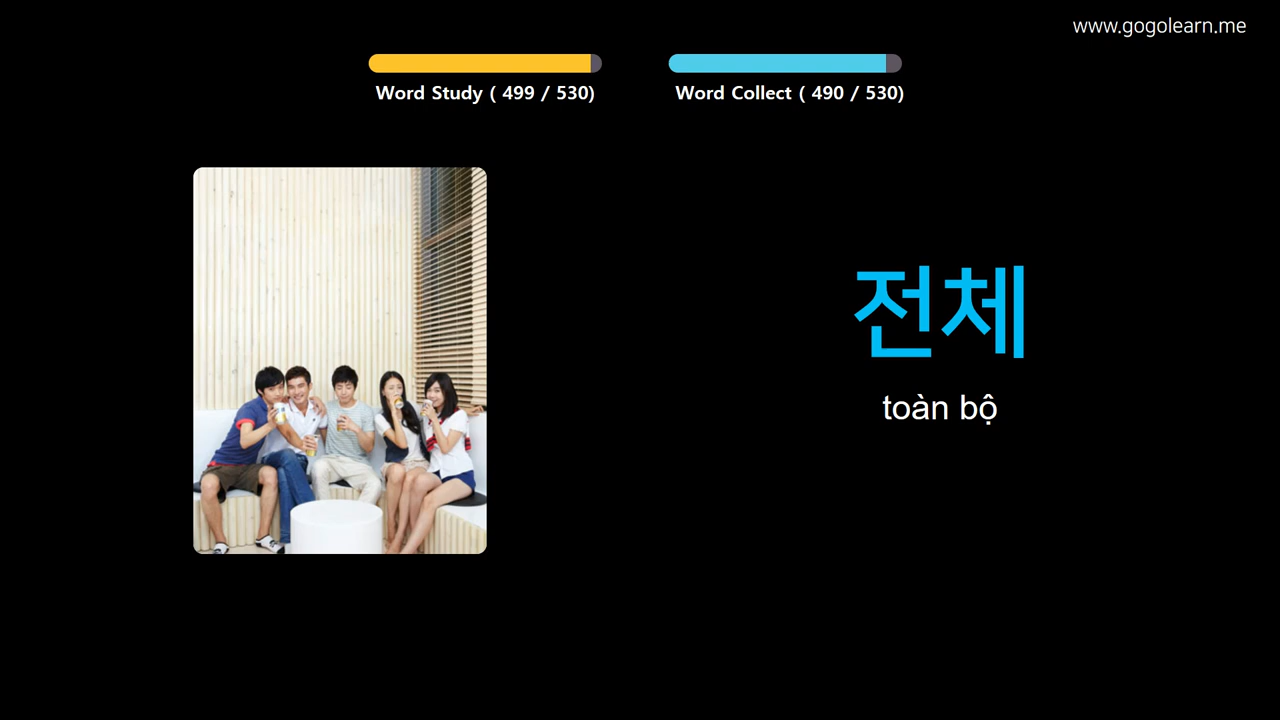 www.gogolearn.me
Word Study ( 499 / 530)
Word Collect ( 490 / 530)
전체
toàn bộ